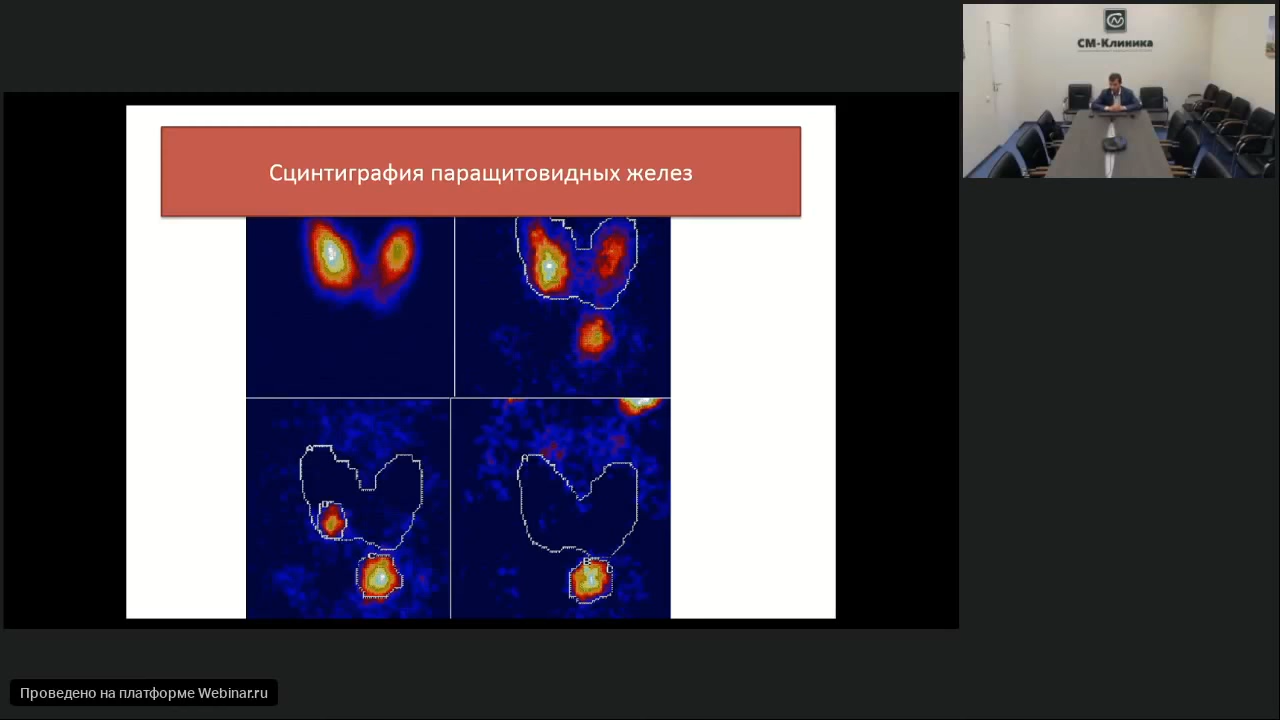 СМ-Клиника
Сцинтиграфия паращитовидных желез
Проведено на платформе Webinar.ru